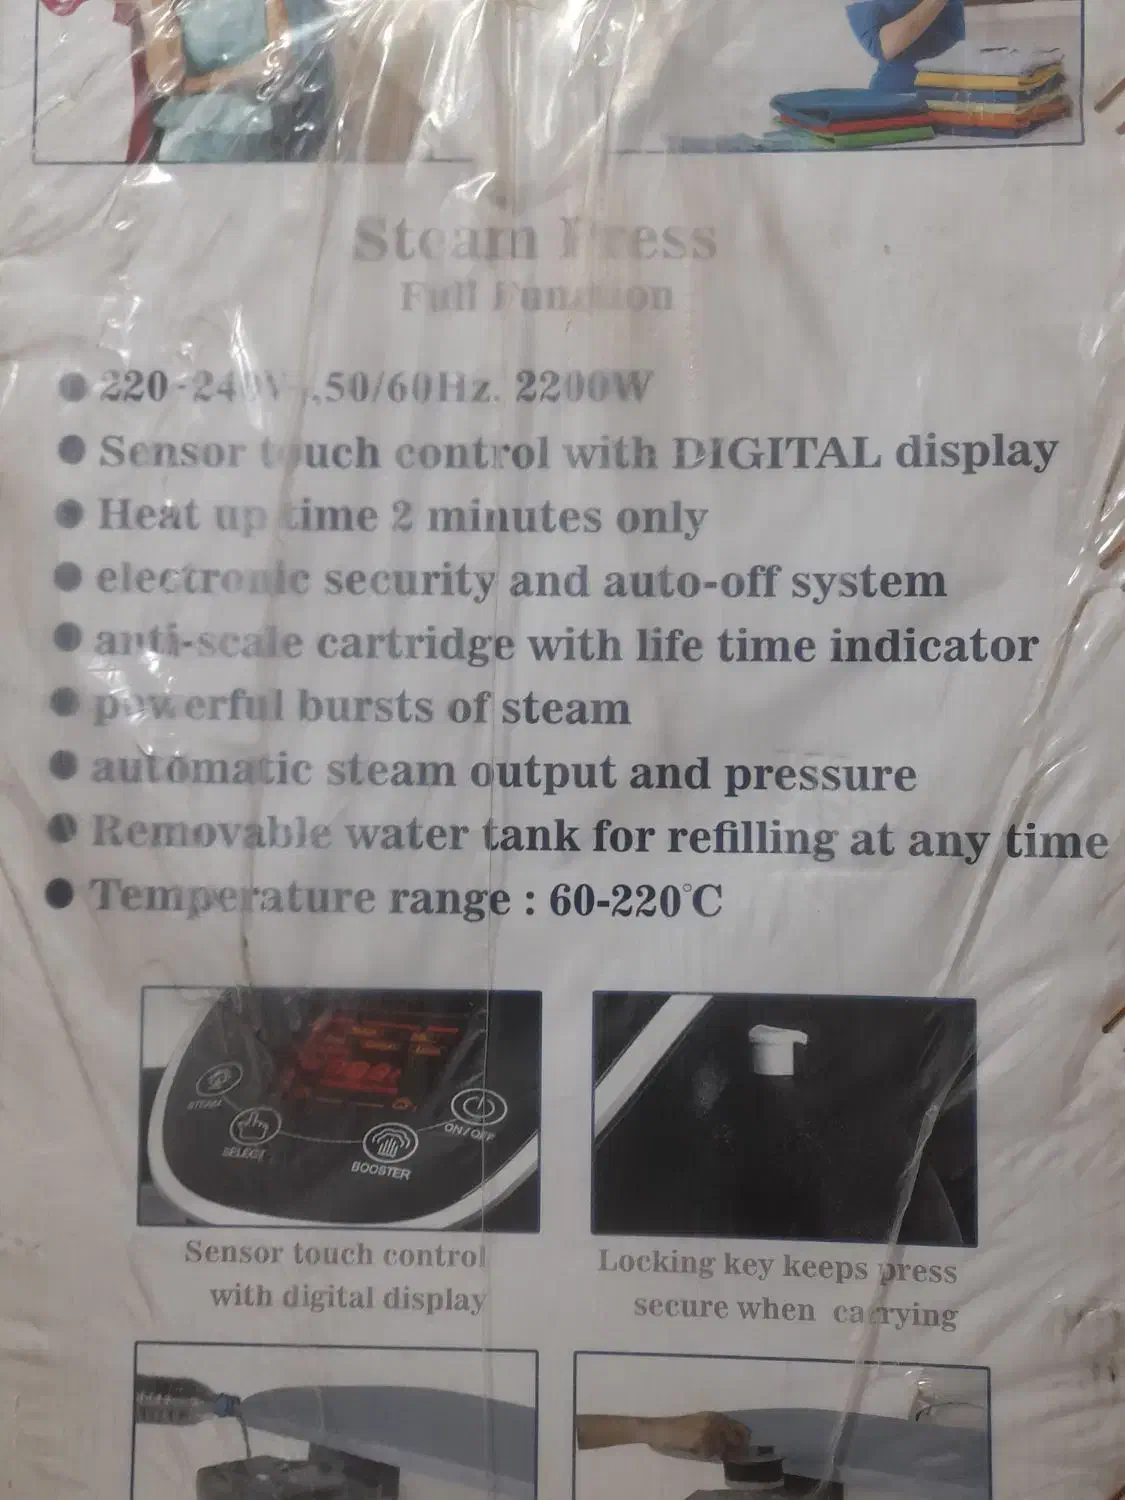 Steam Press
Full Function
220-240V~,50/60Hz. 2200W
Sensor touch control with DIGITAL display
Heat up time 2 minutes only
electronic security and auto-off system
anti-scale cartridge with life time indicator
powerful bursts of steam
automatic steam output and pressure
Removable water tank for refilling at any time
Temperature range : 60-220°C
STEAM
SELECT
BOOSTER
ON/OFF
Sensor touch control
with digital display
Locking key keeps press
secure when carrying